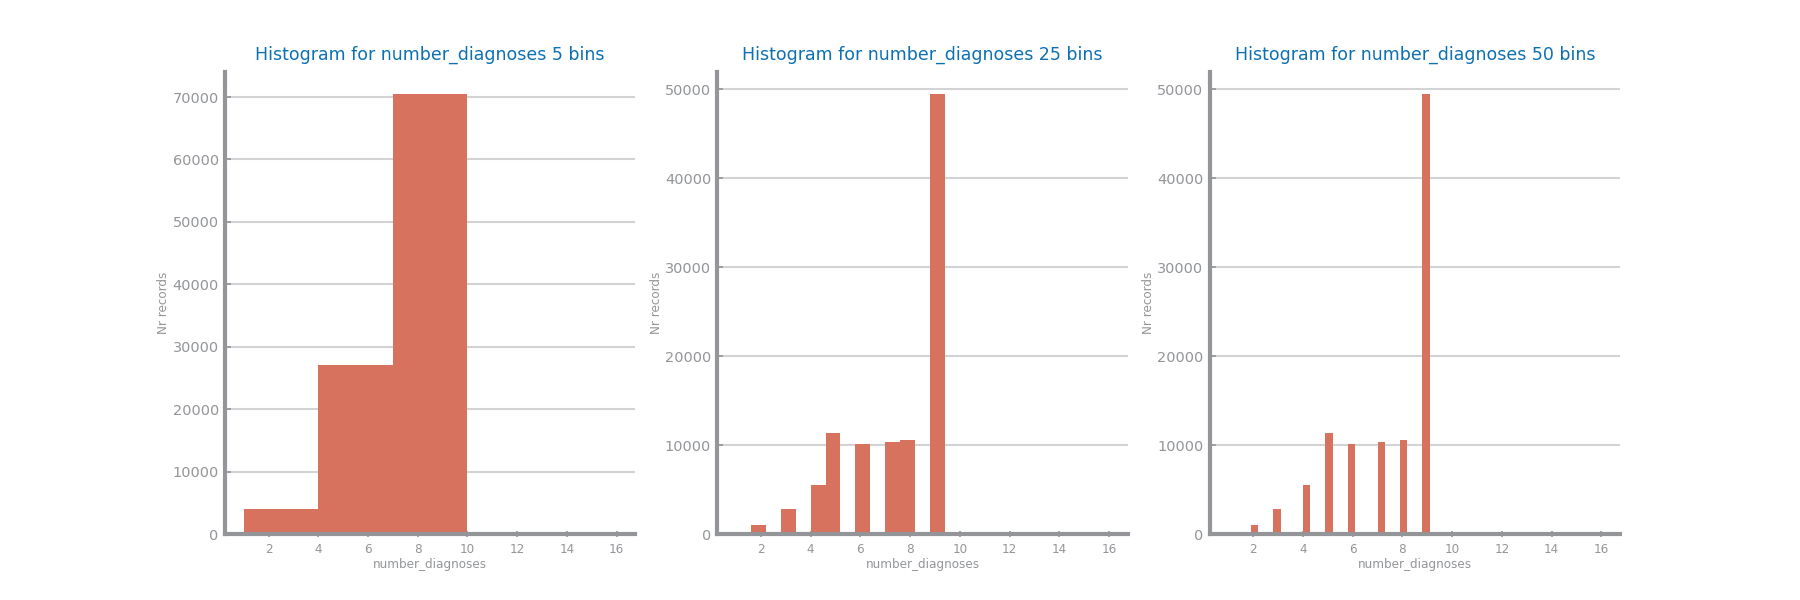 Histogram for number_diagnoses 5 bins
70000
60000
50000
40000
30000
20000
10000
0
Nr records
2 4 6 8 10 12 14 16
number_diagnoses
Histogram for number_diagnoses 25 bins
50000
40000
30000
20000
10000
0
Nr records
2 4 6 8 10 12 14 16
number_diagnoses
Histogram for number_diagnoses 50 bins
50000
40000
30000
20000
10000
0
Nr records
2 4 6 8 10 12 14 16
number_diagnoses